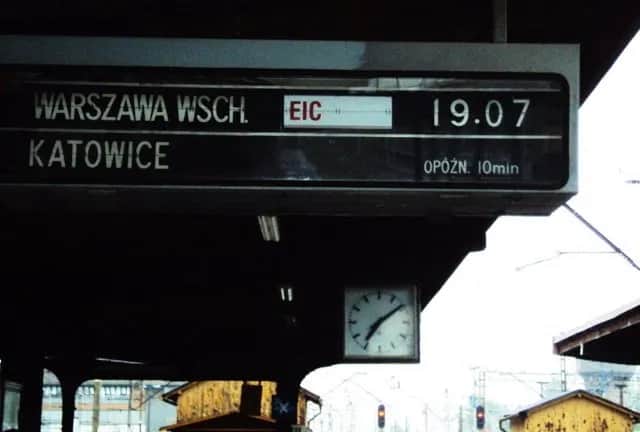 WARSZAWA WSCH. EIC 19.07
KATOWICE OPÓŹN. 10min